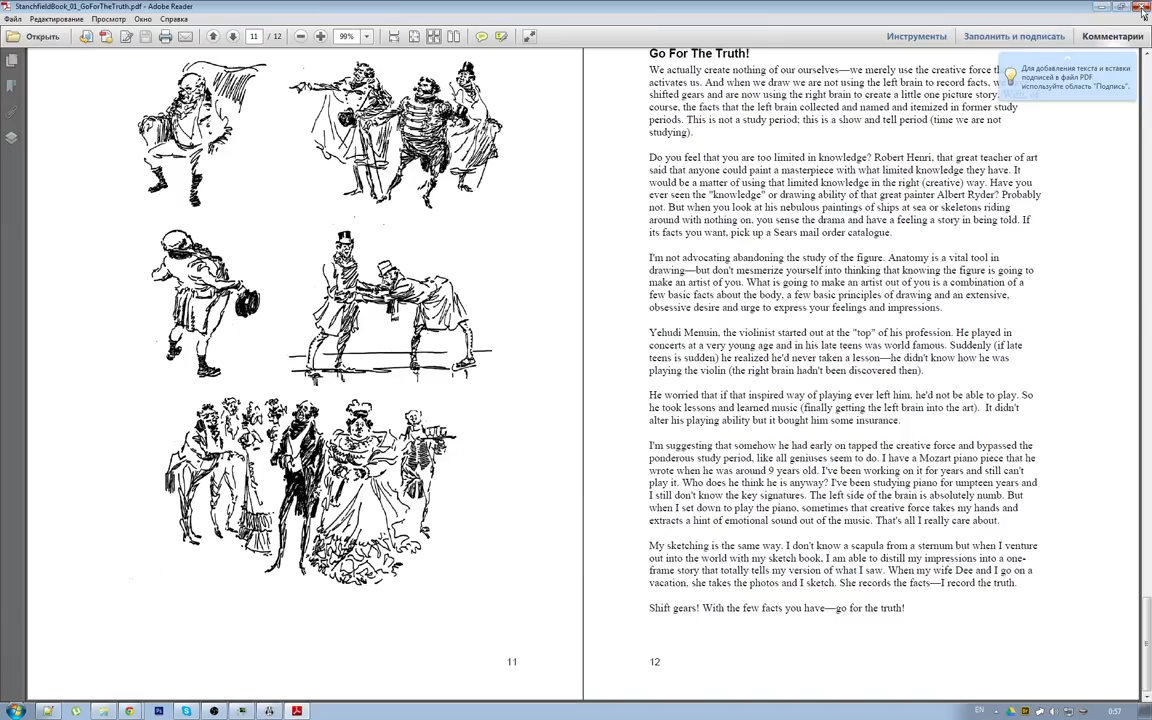 StanchfieldBook_01_GoForTheTruth.pdf - Adobe Reader
Файл Редактирование Просмотр Окно Справка
Открыть 11 / 12 99% Инструменты Заполнить и подписать Комментарии
Для добавления текста и вставки
подписей в файл PDF
используйте область "Подпись".
Go For The Truth!
We actually create nothing of our ourselves—we merely use the creative force
activates us. And when we draw we are not using the left brain to record facts,
shifted gears and are now using the right brain to create a little one picture story.
course, the facts that the left brain collected and named and itemized in former study
periods. This is not a study period; this is a show and tell period (time we are not
studying).
Do you feel that you are too limited in knowledge? Robert Henri, that great teacher of art
said that anyone could paint a masterpiece with what limited knowledge they have. It
would be a matter of using that limited knowledge in the right (creative) way. Have you
ever seen the "knowledge" or drawing ability of that great painter Albert Ryder? Probably
not. But when you look at his nebulous paintings of ships at sea or skeletons riding
around with nothing on, you sense the drama and have a feeling a story in being told. If
its facts you want, pick up a Sears mail order catalogue.
I'm not advocating abandoning the study of the figure. Anatomy is a vital tool in
drawing—but don't mesmerize yourself into thinking that knowing the figure is going to
make an artist of you. What is going to make an artist out of you is a combination of a
few basic facts about the body, a few basic principles of drawing and an extensive,
obsessive desire and urge to express your feelings and impressions.
Yehudi Menuin, the violinist started out at the "top" of his profession. He played in
concerts at a very young age and in his late teens was world famous. Suddenly (if late
teens is sudden) he realized he'd never taken a lesson—he didn't know how he was
playing the violin (the right brain hadn't been discovered then).
He worried that if that inspired way of playing ever left him, he'd not be able to play. So
he took lessons and learned music (finally getting the left brain into the art). It didn't
alter his playing ability but it bought him some insurance.
I'm suggesting that somehow he had early on tapped the creative force and bypassed the
ponderous study period, like all geniuses seem to do. I have a Mozart piano piece that he
wrote when he was around 9 years old. I've been working on it for years and still can't
play it. Who does he think he is anyway? I've been studying piano for umpteen years and
I still don't know the key signatures. The left side of the brain is absolutely numb. But
when I set down to play the piano, sometimes that creative force takes my hands and
extracts a hint of emotional sound out of the music. That's all I really care about.
My sketching is the same way. I don't know a scapula from a sternum but when I venture
out into the world with my sketch book, I am able to distill my impressions into a one-
frame story that totally tells my version of what I saw. When my wife Dee and I go on a
vacation, she takes the photos and I sketch. She records the facts—I record the truth.
Shift gears! With the few facts you have—go for the truth!
11
12
EN 0:57